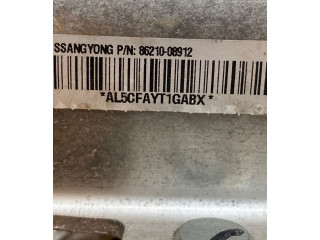 SSANGYONG P/N: 86210-08912
*AL5CFAYT1GABX*